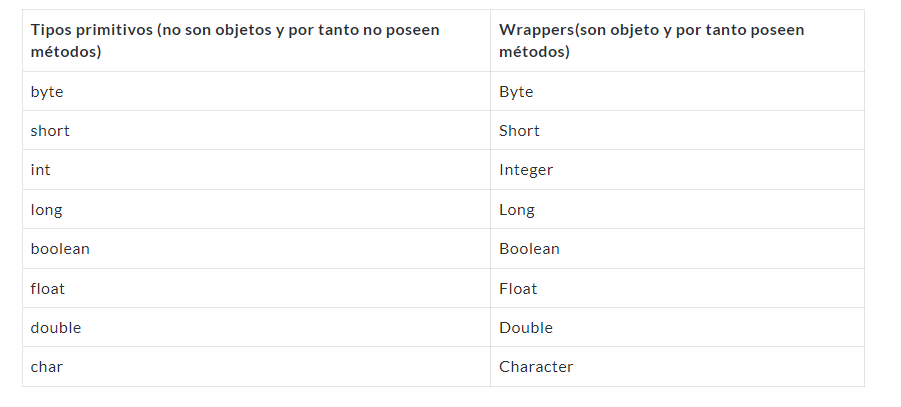 Tipos primitivos (no son objetos y por tanto no poseen métodos) Wrappers(son objeto y por tanto poseen métodos)
byte Byte
short Short
int Integer
long Long
boolean Boolean
float Float
double Double
char Character